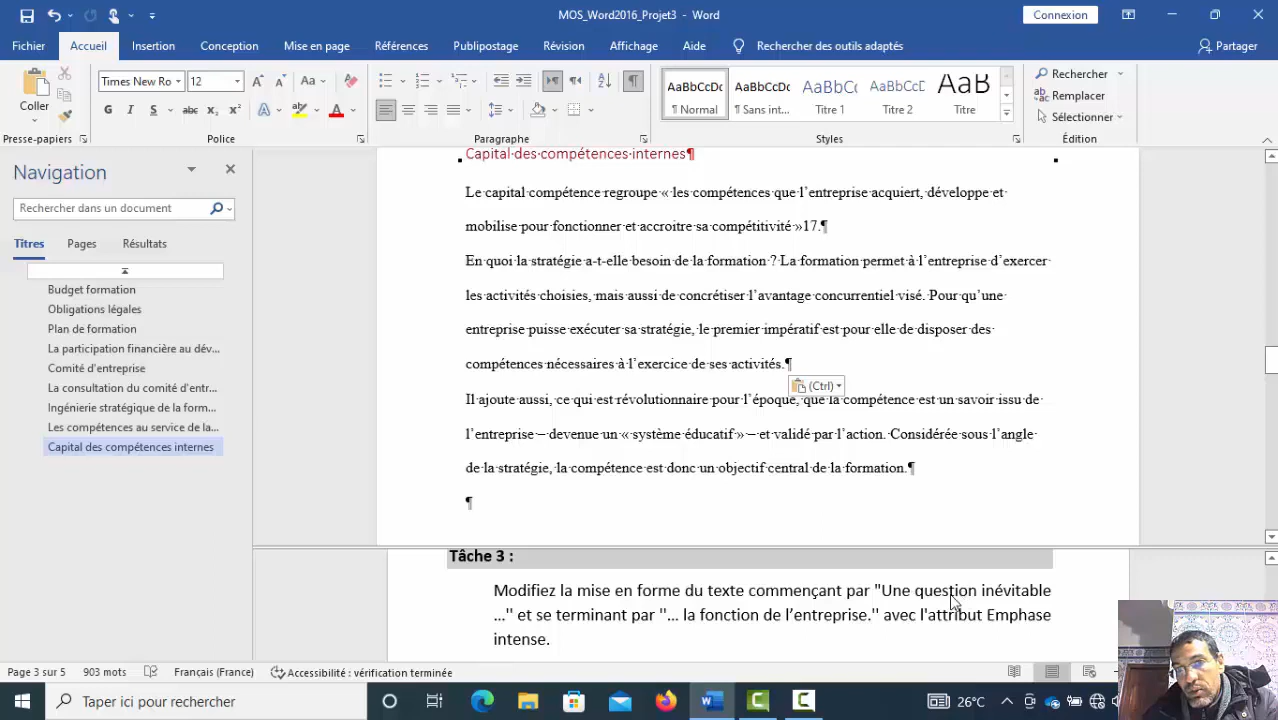 MOS_Word2016_Projet3 - Word
Connexion
Fichier Accueil Insertion Conception Mise en page Références Publipostage Révision Affichage Aide Rechercher des outils adaptés Partager
Coller
Times New Ro 12
Aa
G I S abc x₂ x² A A
AaBbCcDc AaBbCcDc AaBbCc AaBbCcD AaB
¶ Normal ¶ Sans int... Titre 1 Titre 2 Titre
Rechercher
Remplacer
Sélectionner
Presse-papiers Police Paragraphe Styles Édition
Navigation
Rechercher dans un document
Titres Pages Résultats
Budget formation
Obligations légales
Plan de formation
La participation financière au dév...
Comité d'entreprise
La consultation du comité d'entr...
Ingénierie stratégique de la form...
Les compétences au service de la...
Capital des compétences internes
Capital·des·compétences·internes¶
Le·capital·compétence·regroupe·«·les·compétences·que·l’entreprise·acquiert,·développe·et·
mobilise·pour·fonctionner·et·accroitre·sa·compétitivité·»17.¶
En·quoi·la·stratégie·a-t-elle·besoin·de·la·formation·?·La·formation·permet·à·l’entreprise·d’exercer·
les·activités·choisies,·mais·aussi·de·concrétiser·l’avantage·concurrentiel·visé.·Pour·qu’une·
entreprise·puisse·exécuter·sa·stratégie,·le·premier·impératif·est·pour·elle·de·disposer·des·
compétences·nécessaires·à·l’exercice·de·ses·activités.¶
(Ctrl)
Il·ajoute·aussi,·ce·qui·est·révolutionnaire·pour·l’époque,·que·la·compétence·est·un·savoir·issu·de·
l’entreprise·–·devenue·un·«·système·éducatif·»·–·et·validé·par·l’action.·Considérée·sous·l’angle·
de·la·stratégie,·la·compétence·est·donc·un·objectif·central·de·la·formation.¶
¶
Tâche 3 :
Modifiez la mise en forme du texte commençant par "Une question inévitable
..." et se terminant par "... la fonction de l’entreprise." avec l'attribut Emphase
intense.
Page 3 sur 5 903 mots Français (France) Accessibilité : vérification terminée
Taper ici pour rechercher
26°C